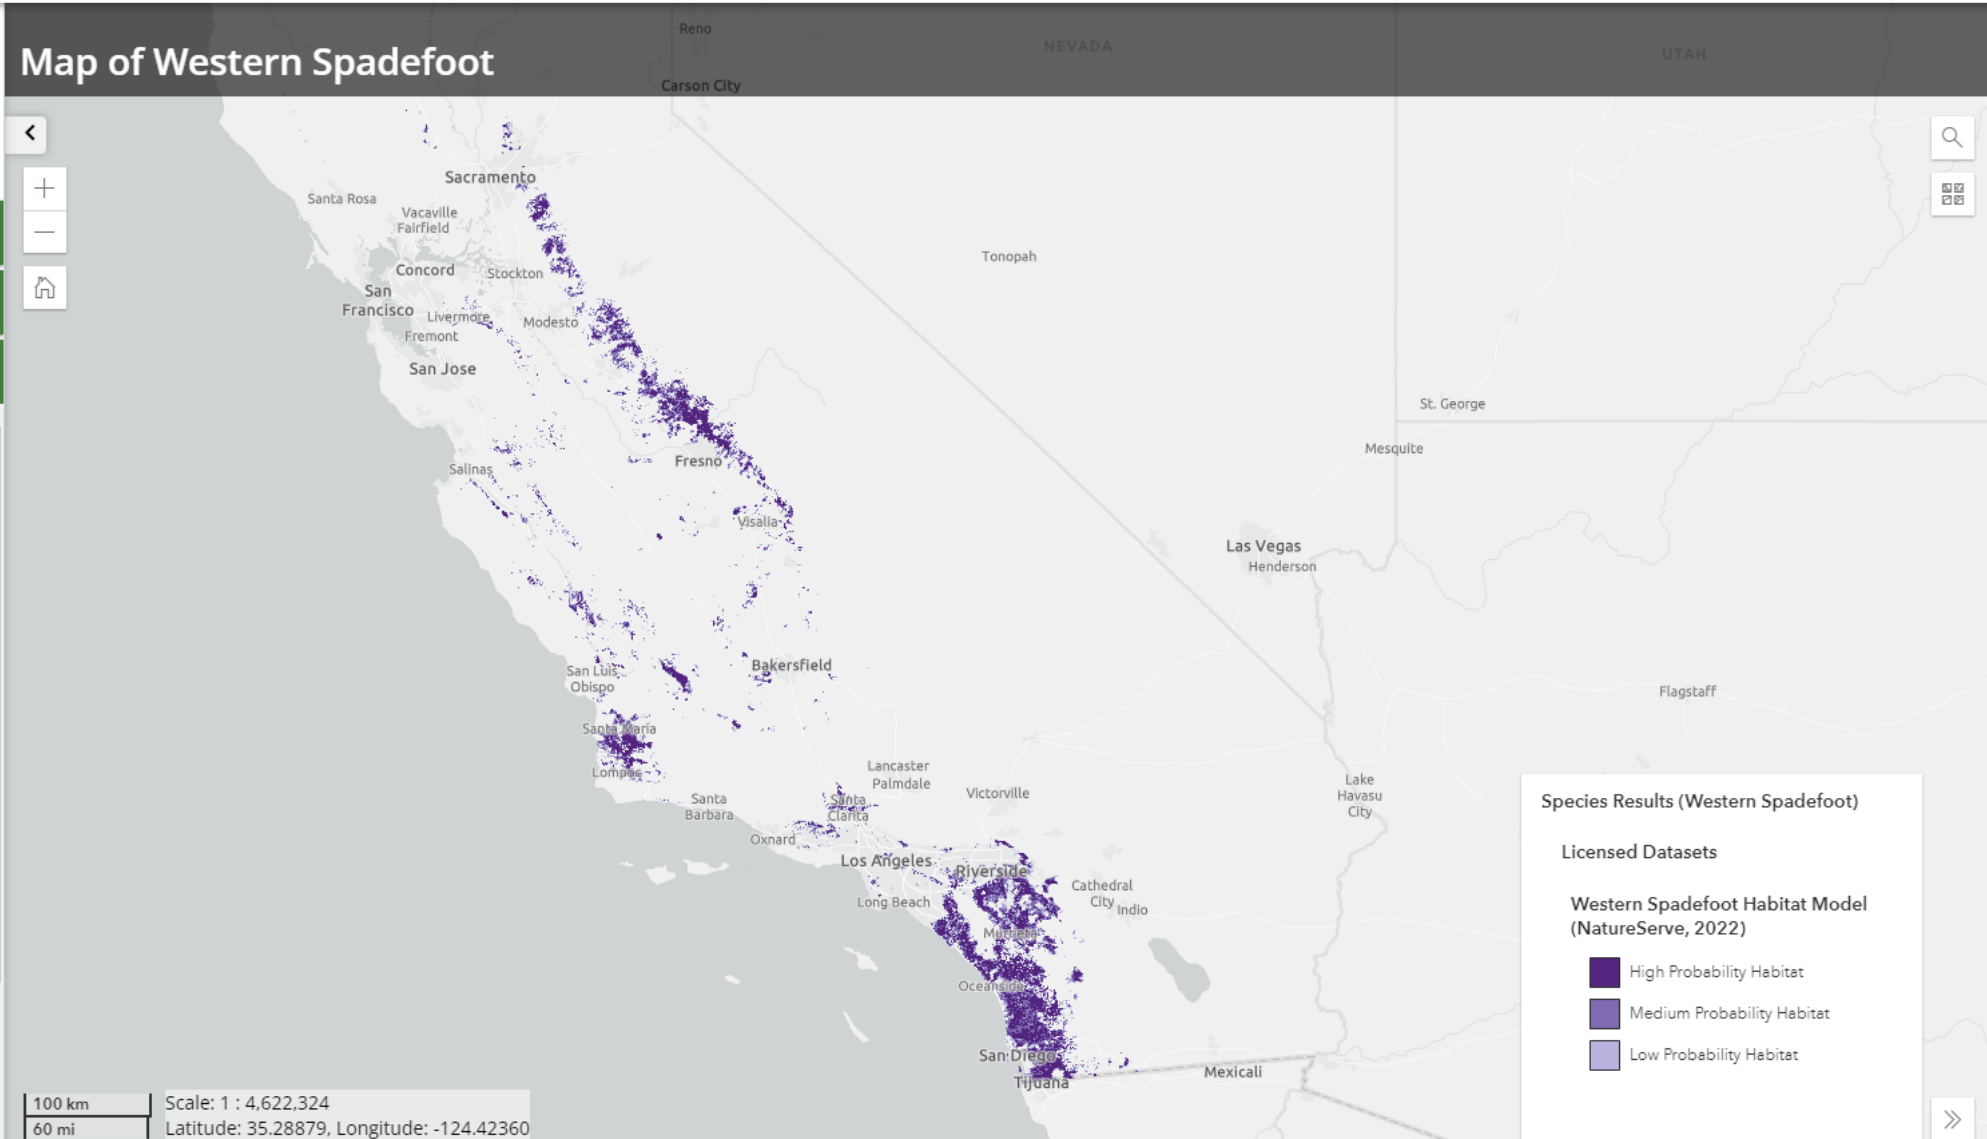 Reno
NEVADA
UTAH
Map of Western Spadefoot
Carson City
Sacramento
Santa Rosa
Vacaville
Fairfield
Tonopah
Concord
Stockton
San
Francisco
Livermore
Modesto
Fremont
San Jose
St. George
Mesquite
Fresno
Salinas
Visalia
Las Vegas
Henderson
Bakersfield
San Luis
Obispo
Flagstaff
Santa Maria
Lompoc
Lancaster
Palmdale
Victorville
Lake
Havasu
City
Santa
Barbara
Santa
Clarita
Oxnard
Los Angeles
Riverside
Cathedral
City
Indio
Long Beach
Murrieta
Oceanside
San Diego
Tijuana
Mexicali
Species Results (Western Spadefoot)
Licensed Datasets
Western Spadefoot Habitat Model
(NatureServe, 2022)
High Probability Habitat
Medium Probability Habitat
Low Probability Habitat
100 km
60 mi
Scale: 1 : 4,622,324
Latitude: 35.28879, Longitude: -124.42360